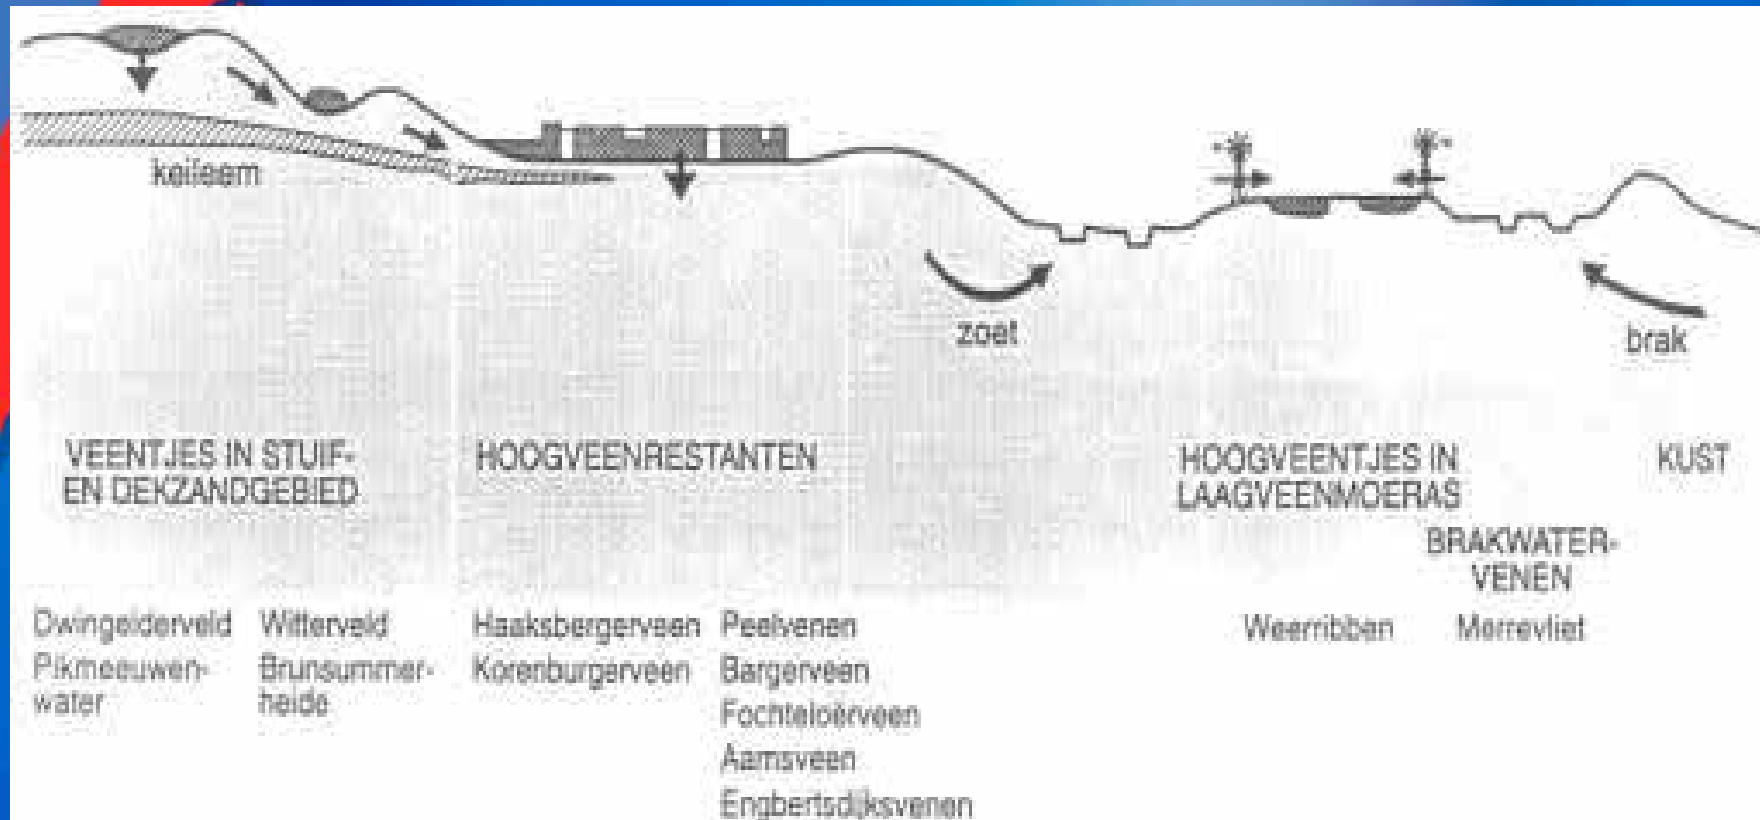 keileem
zoet
brak
VEENTJES IN STUIF-
EN DEKZANDGEBIED
HOOGVEENRESTANTEN
HOOGVEENTJES IN
LAAGVEENMOERAS
KUST
BRAKWATER-
VENEN
Dwingelderveld
Pikmeeuwen-
water
Witterveld
Brunsummer-
heide
Haaksbergerveen
Korenburgerveen
Peelvenen
Bargerveen
Fochteloërveen
Aamsveen
Engbertsdijksvenen
Weerribben
Merrevliet